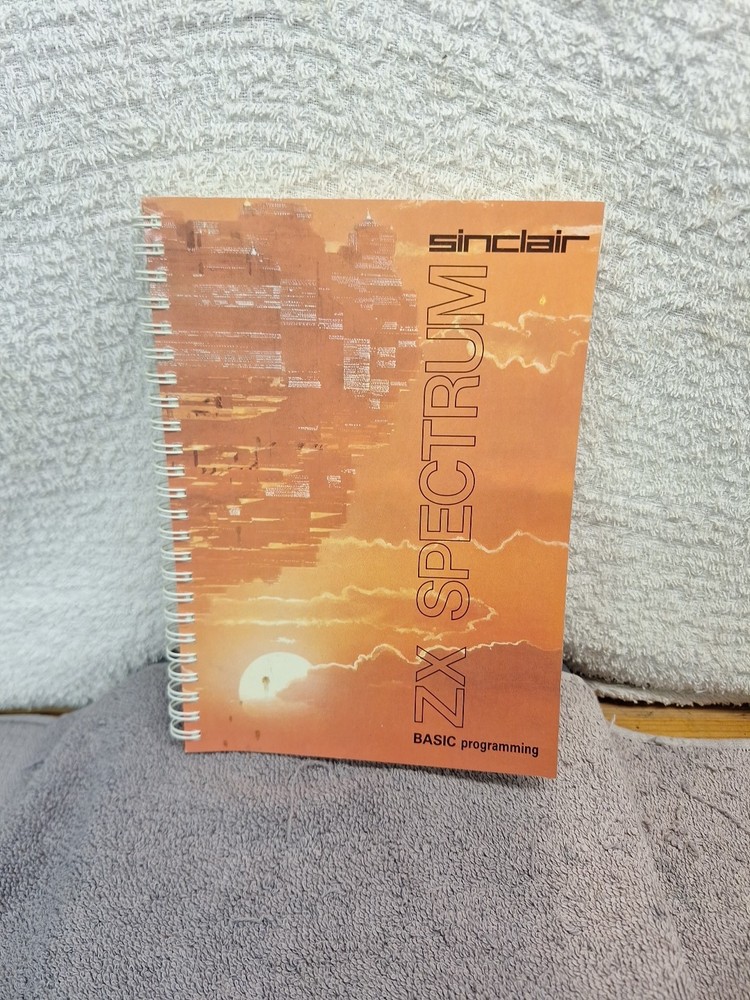 sinclair
ZX SPECTRUM
BASIC programming